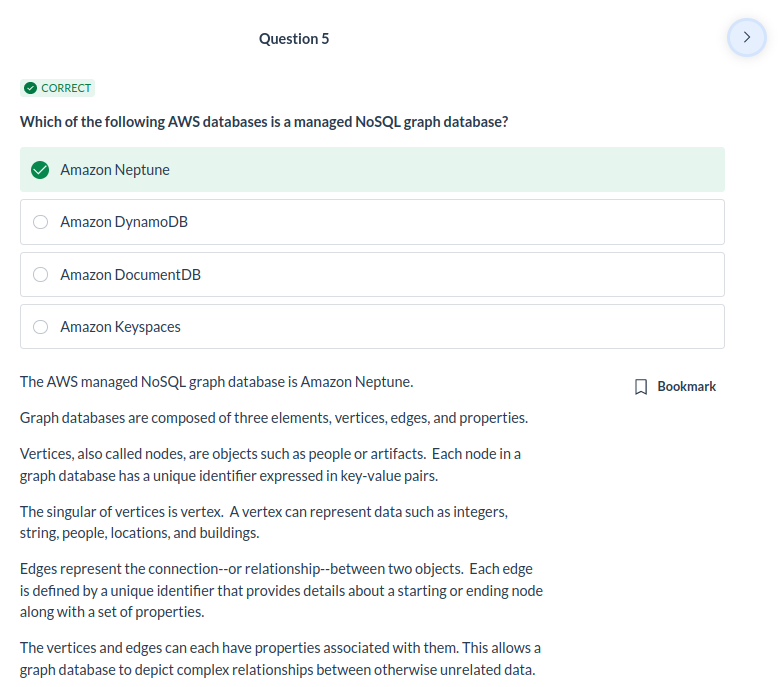 Question 5
CORRECT
Which of the following AWS databases is a managed NoSQL graph database?
Amazon Neptune
Amazon DynamoDB
Amazon DocumentDB
Amazon Keyspaces
The AWS managed NoSQL graph database is Amazon Neptune.
Bookmark
Graph databases are composed of three elements, vertices, edges, and properties.
Vertices, also called nodes, are objects such as people or artifacts.  Each node in a
graph database has a unique identifier expressed in key-value pairs.
The singular of vertices is vertex.  A vertex can represent data such as integers,
string, people, locations, and buildings.
Edges represent the connection--or relationship--between two objects.  Each edge
is defined by a unique identifier that provides details about a starting or ending node
along with a set of properties.
The vertices and edges can each have properties associated with them. This allows a
graph database to depict complex relationships between otherwise unrelated data.